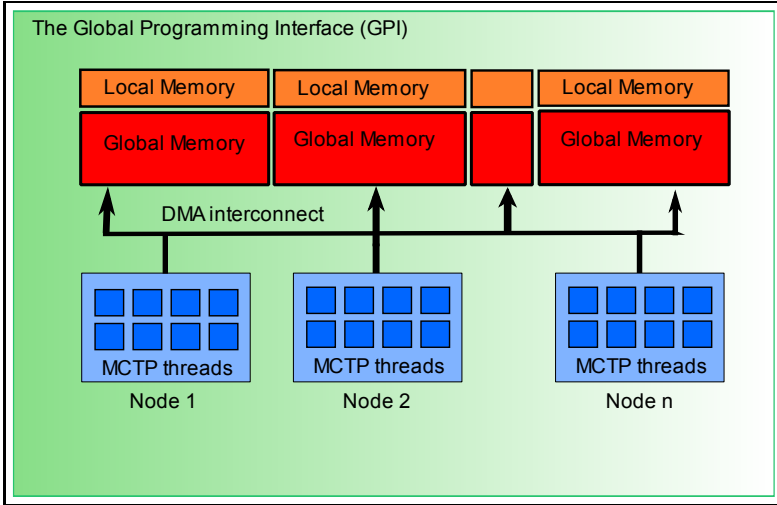 The Global Programming Interface (GPI)
Local Memory
Local Memory
Local Memory
Global Memory
Global Memory
Global Memory
DMA interconnect
MCTP threads
MCTP threads
MCTP threads
Node 1
Node 2
Node n